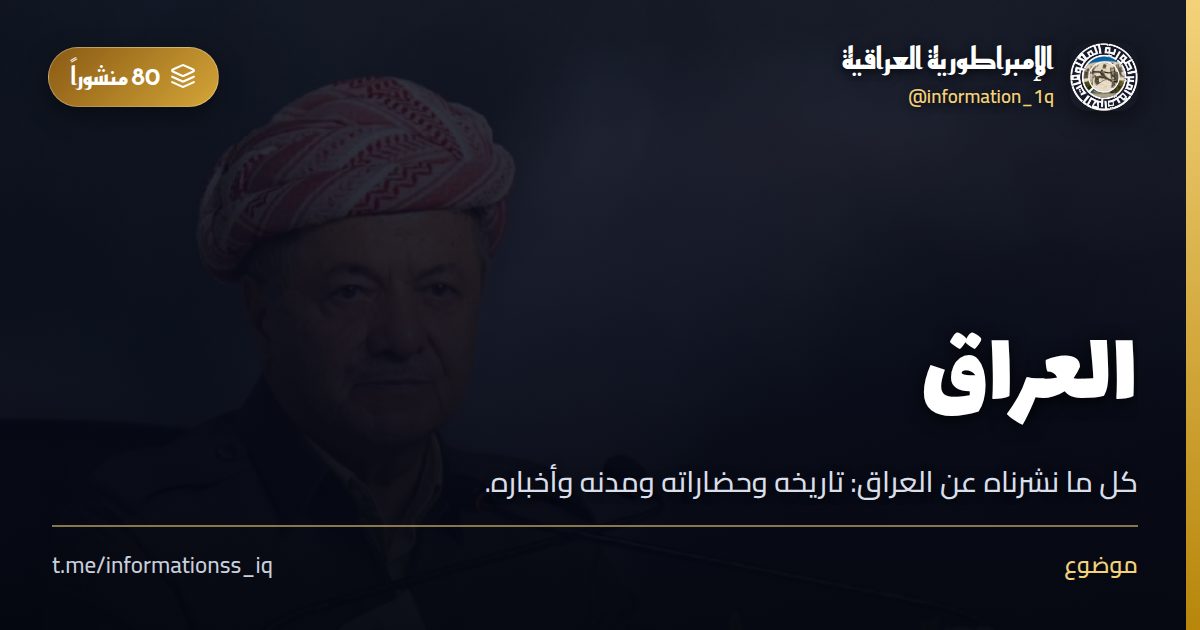 الإمبراطورية العراقية
@information_1q
80 منشوراً
العراق
كل ما نشرناه عن العراق: تاريخه وحضاراته ومدنه وأخباره.
موضوع
t.me/informationss_iq